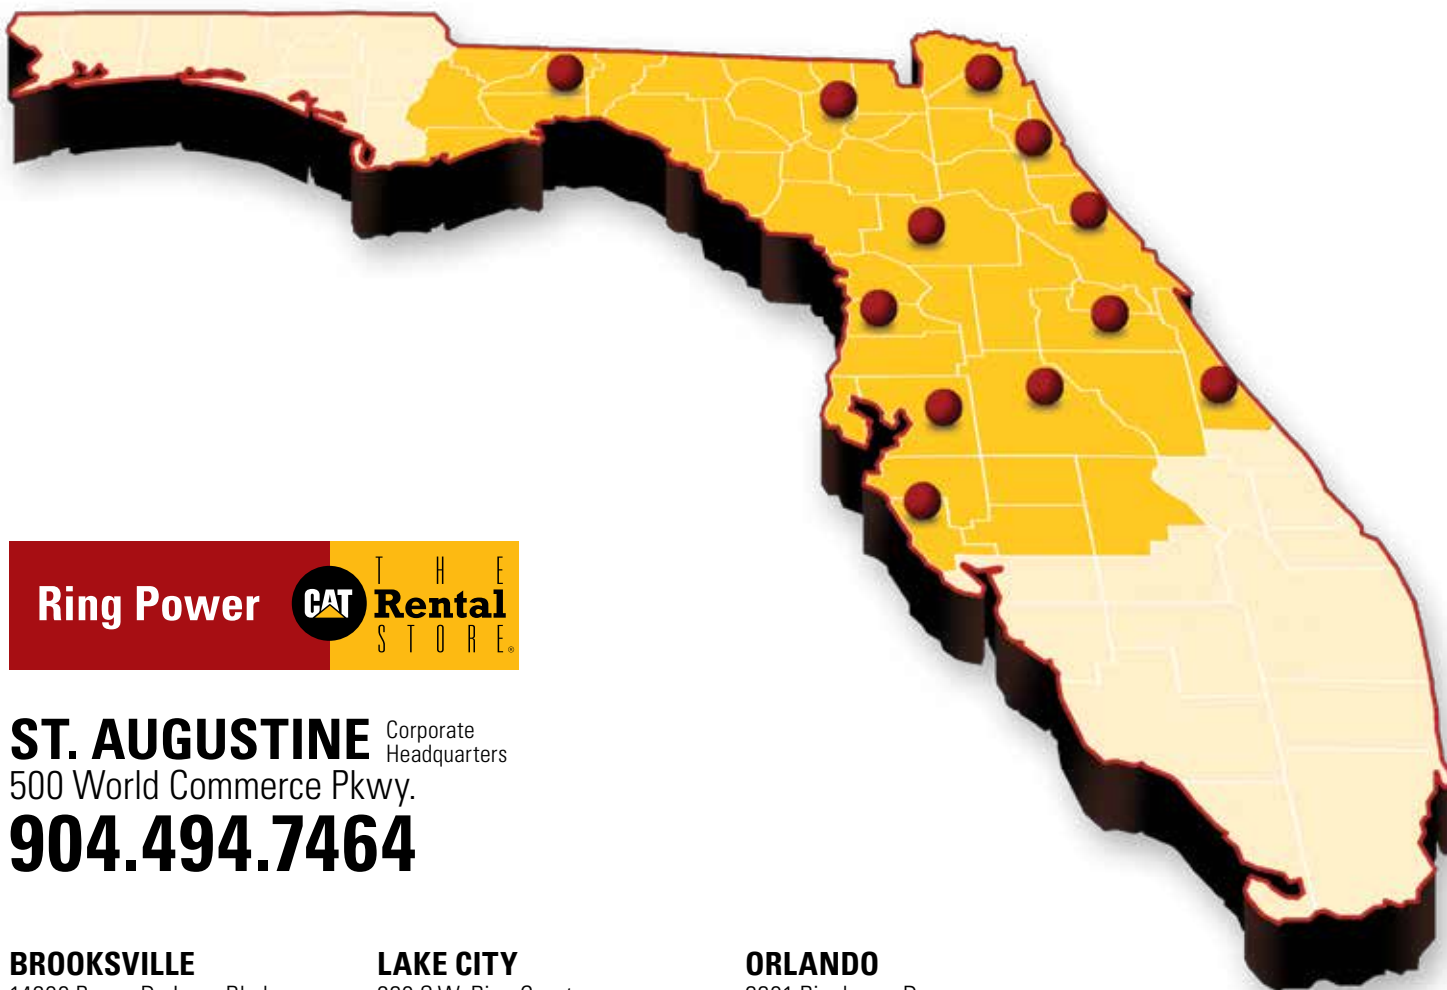 Ring Power
CAT
THE
Rental
STORE®
ST. AUGUSTINE
Corporate
Headquarters
500 World Commerce Pkwy.
904.494.7464
BROOKSVILLE
LAKE CITY
ORLANDO